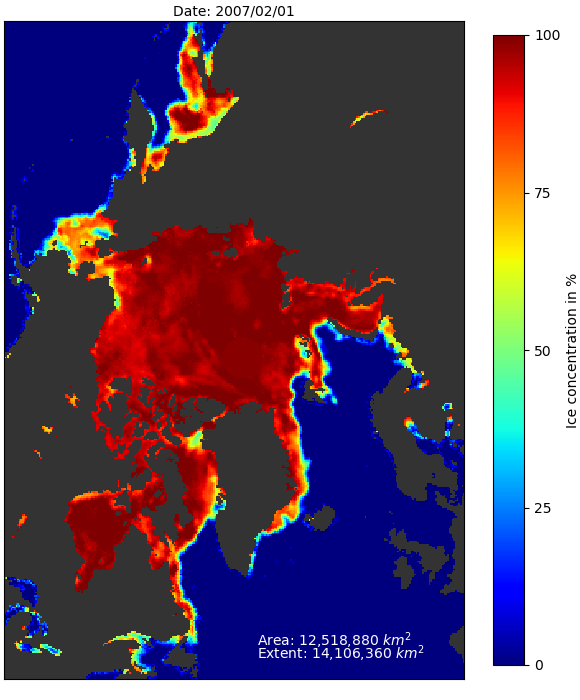 Date: 2007/02/01
100
75
50
25
0
Ice concentration in %
Area: 12,518,880 km²
Extent: 14,106,360 km²